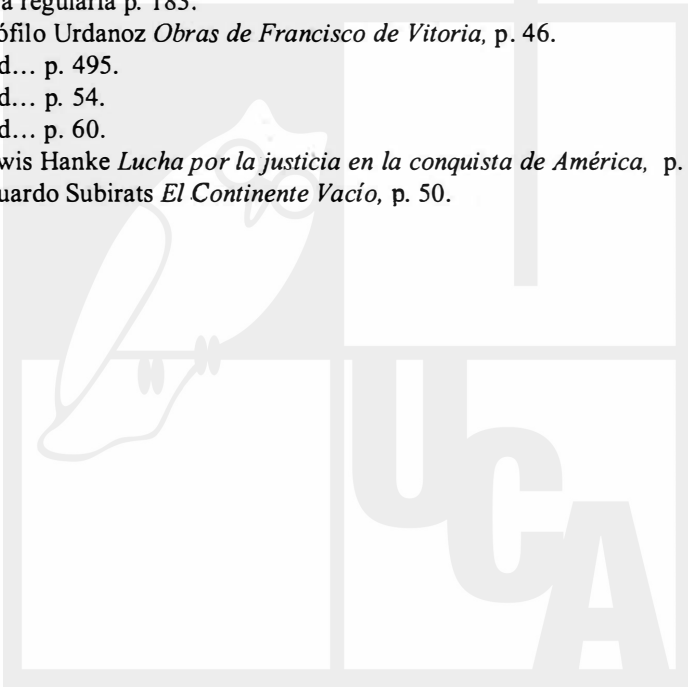 a regularia p. 183.
ófilo Urdanoz Obras de Francisco de Vitoria, p. 46.
d... p. 495.
d... p. 54.
d... p. 60.
wis Hanke Lucha por la justicia en la conquista de América, p.
uardo Subirats El Continente Vacío, p. 50.
UCA